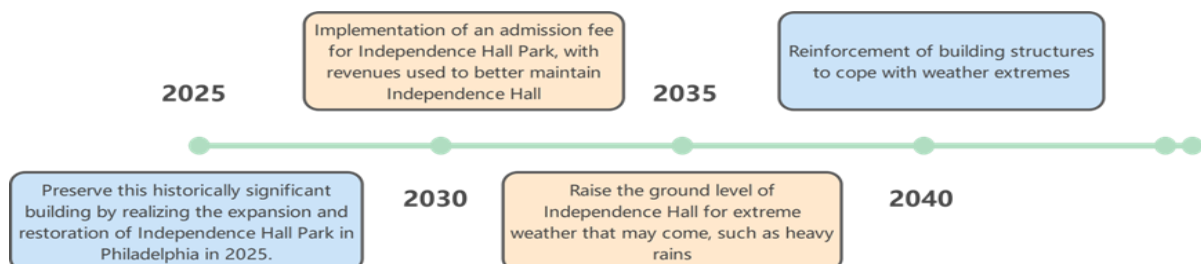 2025
Preserve this historically significant
building by realizing the expansion and
restoration of Independence Hall Park in
Philadelphia in 2025.
Implementation of an admission fee
for Independence Hall Park, with
revenues used to better maintain
Independence Hall
2030
2035
Raise the ground level of
Independence Hall for extreme
weather that may come, such as heavy
rains
Reinforcement of building structures
to cope with weather extremes
2040